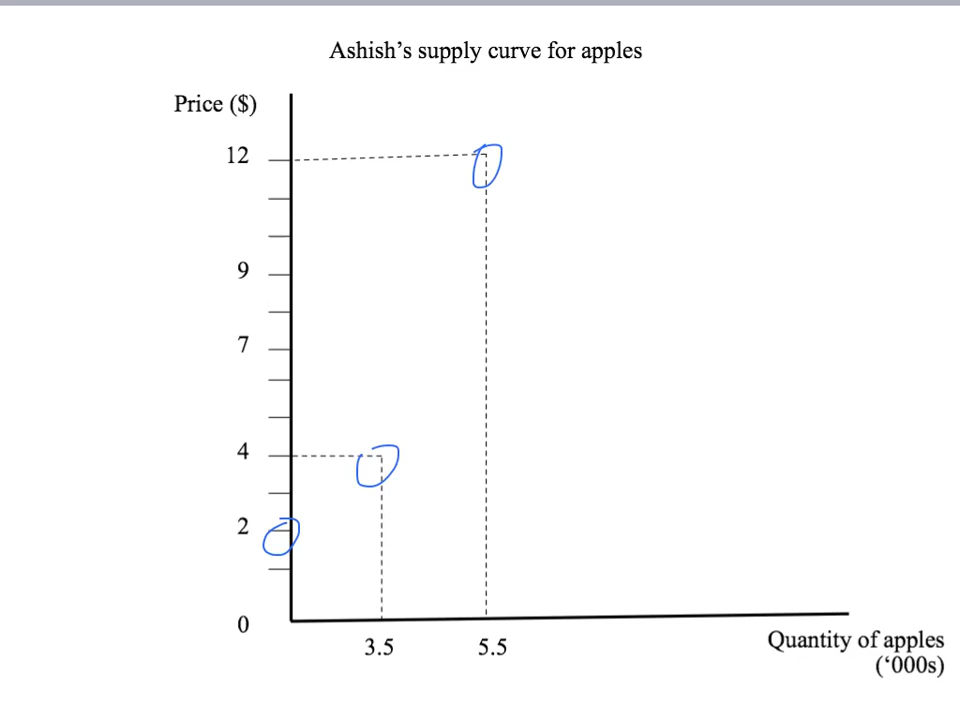 Ashish’s supply curve for apples
Price ($)
12
9
7
4
2
0
3.5
5.5
Quantity of apples
(‘000s)